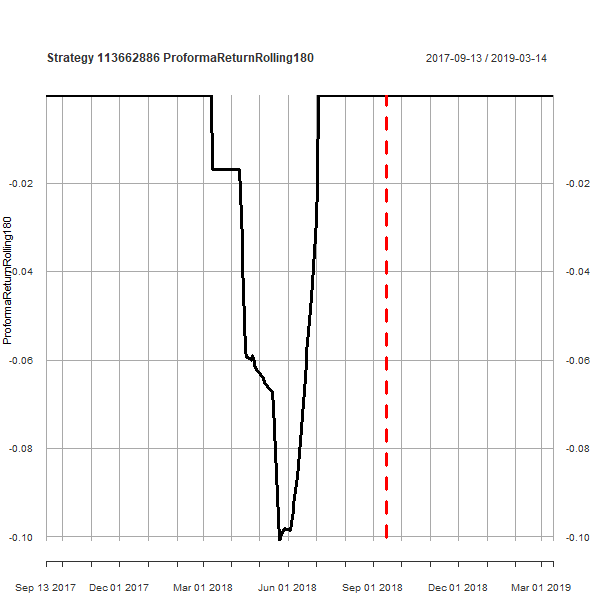 Strategy 113662886 ProformaReturnRolling180
2017-09-13 / 2019-03-14
ProformaReturnRolling180
-0.02 -0.02
-0.04 -0.04
-0.06 -0.06
-0.08 -0.08
-0.10 -0.10
Sep 13 2017 Dec 01 2017 Mar 01 2018 Jun 01 2018 Sep 01 2018 Dec 01 2018 Mar 01 2019